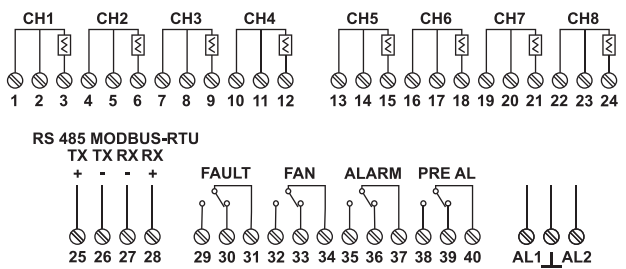 CH1 CH2 CH3 CH4 CH5 CH6 CH7 CH8
1 2 3 4 5 6 7 8 9 10 11 12 13 14 15 16 17 18 19 20 21 22 23 24
RS 485 MODBUS-RTU
TX TX RX RX
+ - - +
FAULT FAN ALARM PRE AL
25 26 27 28 29 30 31 32 33 34 35 36 37 38 39 40 AL1 AL2